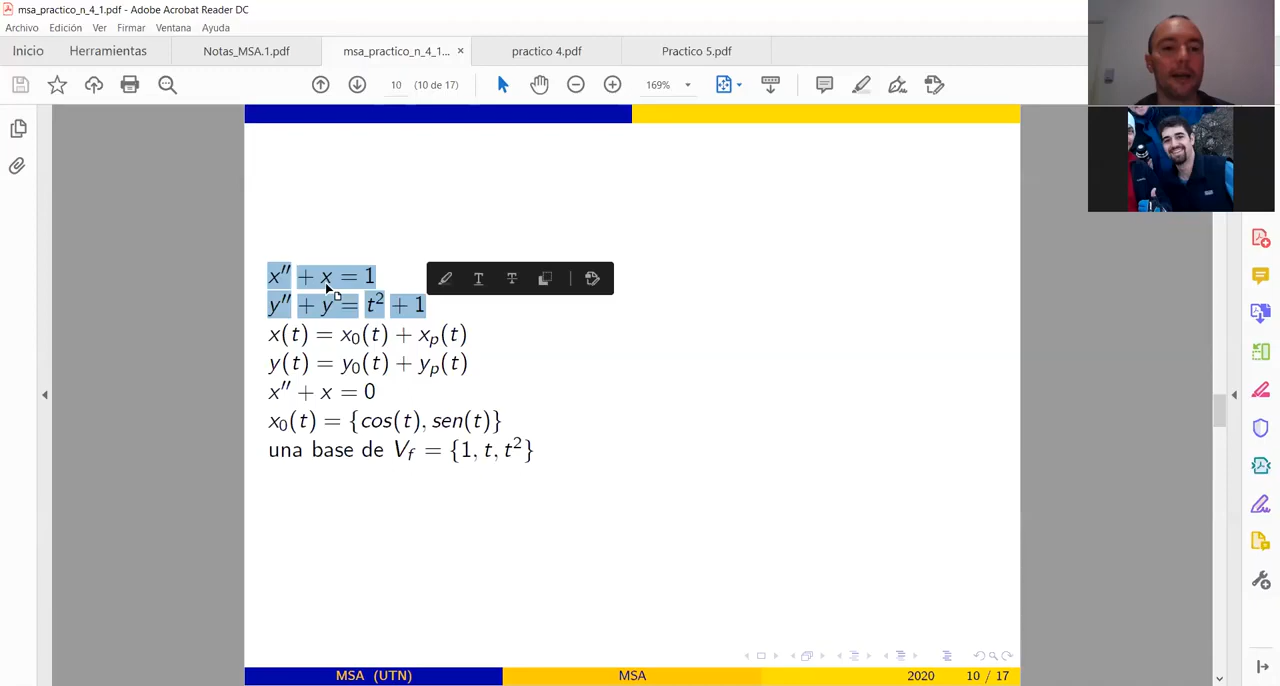 msa_practico_n_4_1.pdf - Adobe Acrobat Reader DC
Archivo Edición Ver Firmar Ventana Ayuda
Inicio Herramientas Notas_MSA.1.pdf msa_practico_n_4_1... × practico 4.pdf Practico 5.pdf
10 (10 de 17) 169%
x′′ + x = 1
y′′ + y = t² + 1
x(t) = x₀(t) + xₚ(t)
y(t) = y₀(t) + yₚ(t)
x′′ + x = 0
x₀(t) = {cos(t), sen(t)}
una base de V_f = {1, t, t²}
MSA (UTN) MSA 2020 10 / 17